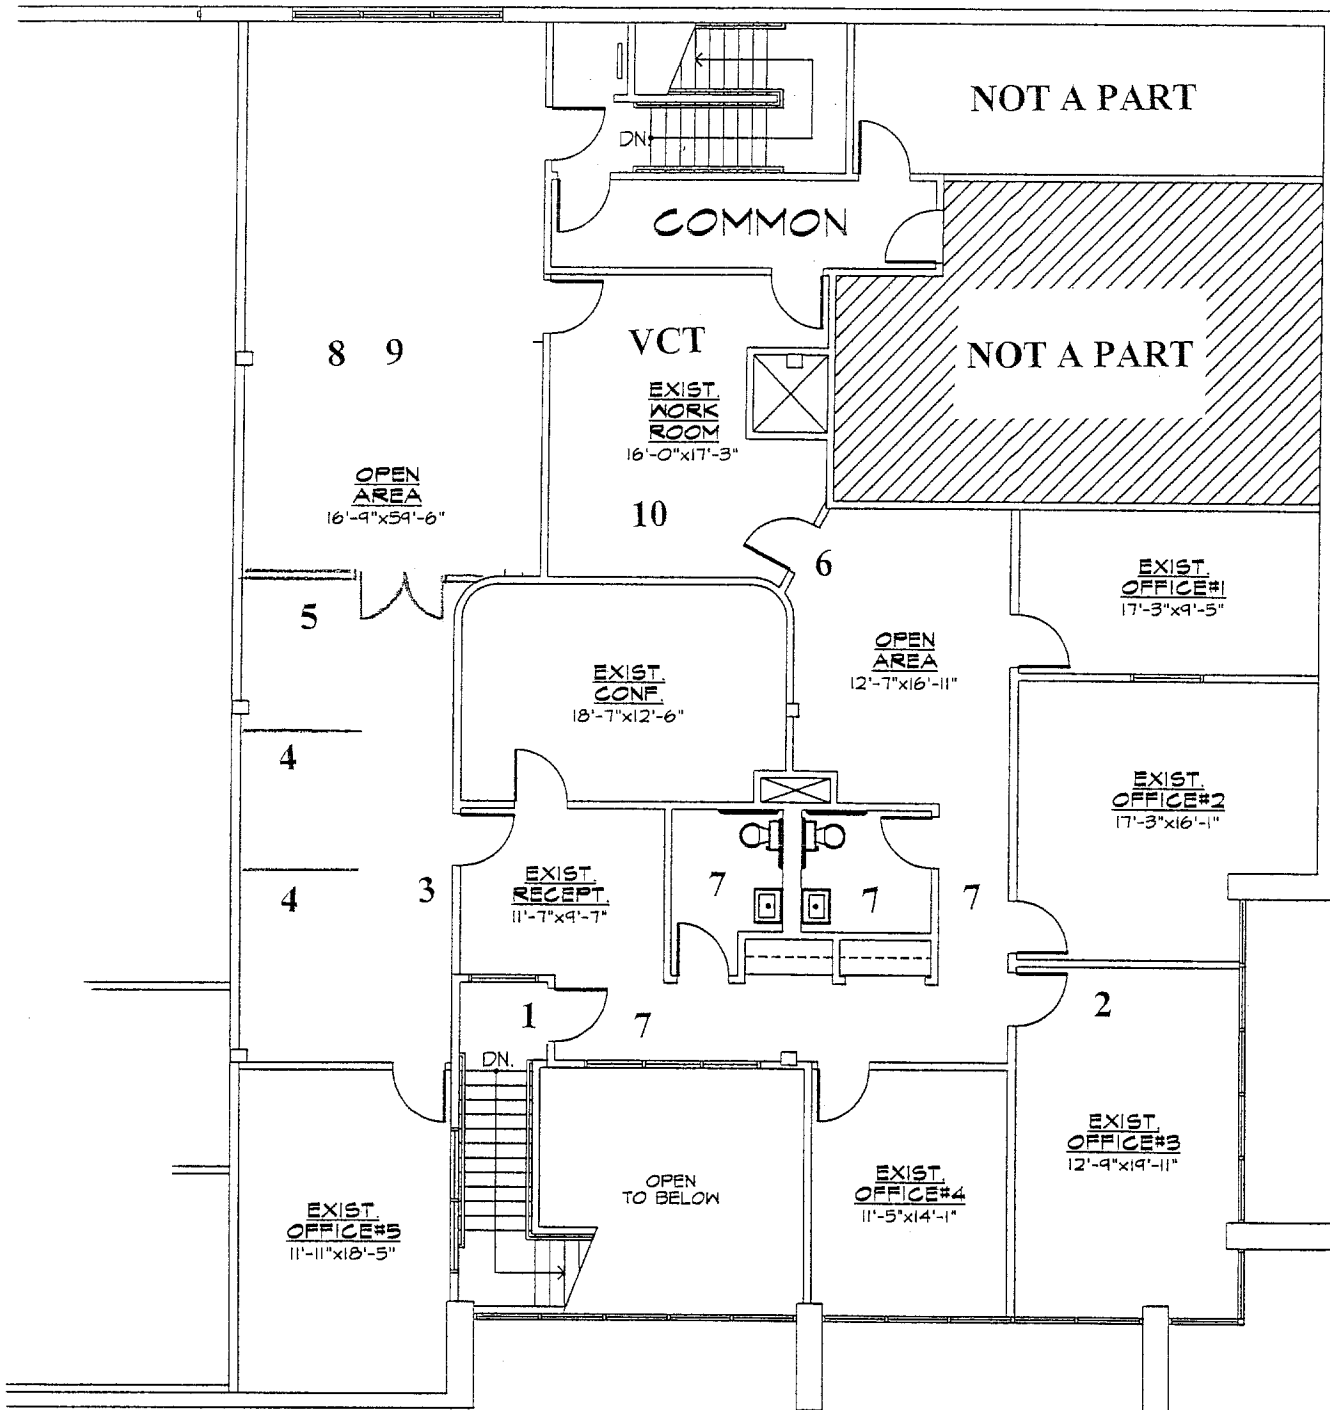 NOT A PART
DN.
COMMON
8 9
VCT
NOT A PART
EXIST.
WORK
ROOM
16'-0"x17'-3"
OPEN
AREA
16'-9"x59'-6"
10
6
EXIST.
OFFICE#1
17'-3"x9'-5"
5
OPEN
AREA
12'-7"x16'-11"
EXIST.
CONF.
18'-7"x12'-6"
4
EXIST.
OFFICE#2
17'-3"x16'-1"
4
3
EXIST.
RECEPT.
11'-7"x9'-7"
7
7
7
1
7
2
DN.
EXIST.
OFFICE#3
12'-9"x19'-11"
OPEN
TO BELOW
EXIST.
OFFICE#4
11'-5"x14'-1"
EXIST.
OFFICE#5
11'-11"x18'-5"